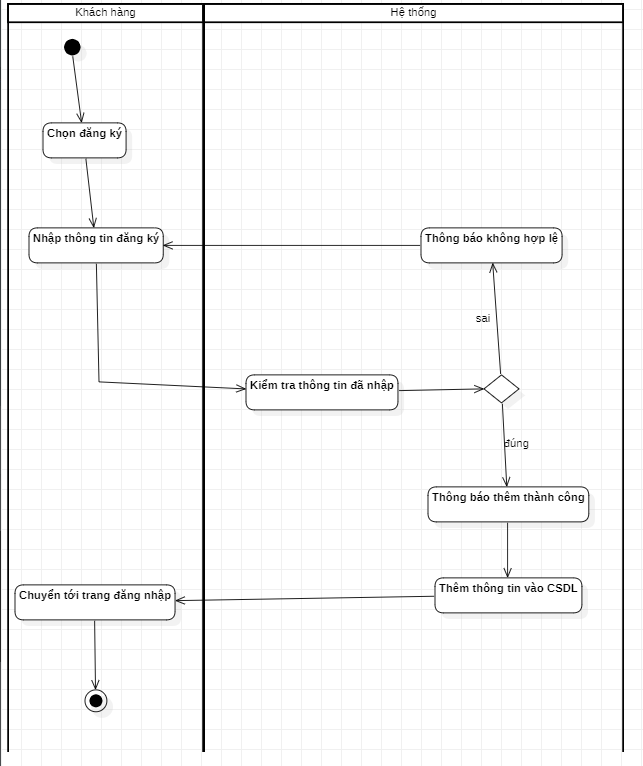 Khách hàng
Hệ thống
Chọn đăng ký
Nhập thông tin đăng ký
Thông báo không hợp lệ
sai
Kiểm tra thông tin đã nhập
đúng
Thông báo thêm thành công
Thêm thông tin vào CSDL
Chuyển tới trang đăng nhập